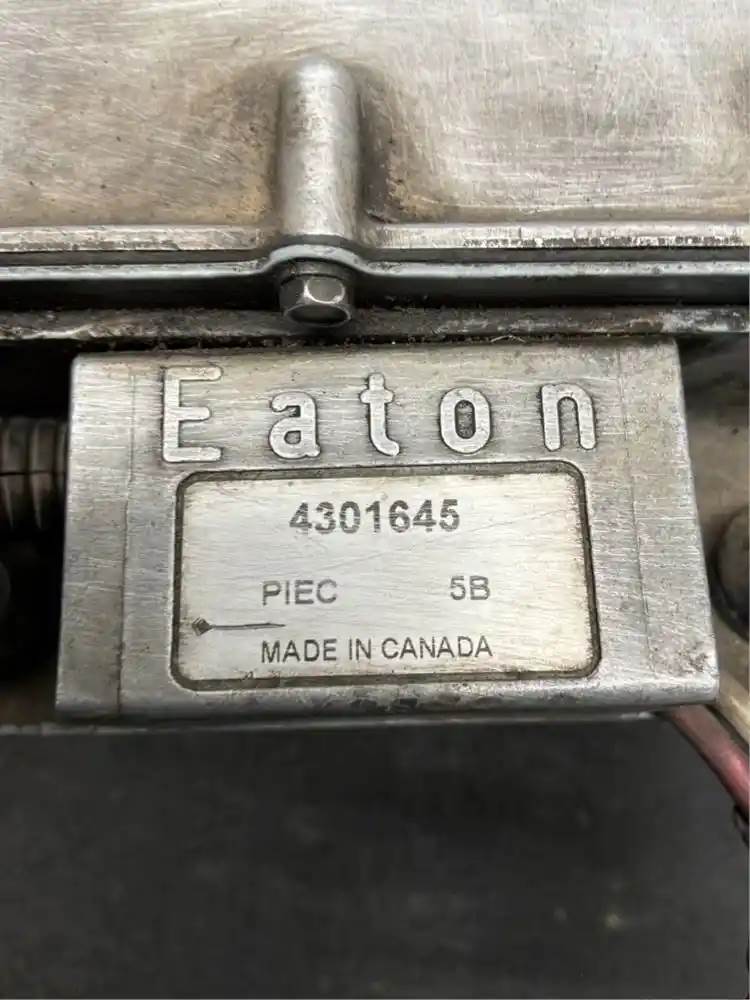 Eaton
4301645
PIEC 5B
MADE IN CANADA